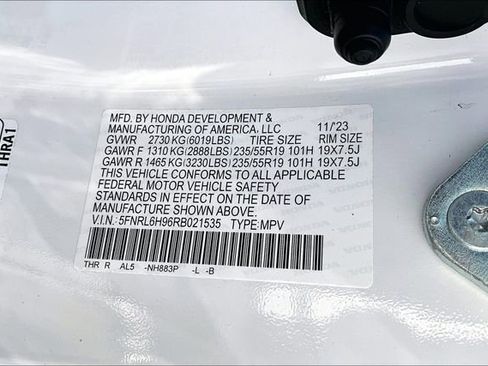 MFD. BY HONDA DEVELOPMENT &
MANUFACTURING OF AMERICA, LLC 11/'23
GVWR 2730 KG(6019LBS) TIRE SIZE RIM SIZE
GAWR F 1310 KG(2888LBS) 235/55R19 101H 19X7.5J
GAWR R 1465 KG(3230LBS) 235/55R19 101H 19X7.5J
THIS VEHICLE CONFORMS TO ALL APPLICABLE
FEDERAL MOTOR VEHICLE SAFETY
STANDARDS IN EFFECT ON THE DATE OF
MANUFACTURE SHOWN ABOVE.
V.I.N.: 5FNRL6H96RB021535 TYPE:MPV
THR R AL5 -NH883P -L -B
THRA1